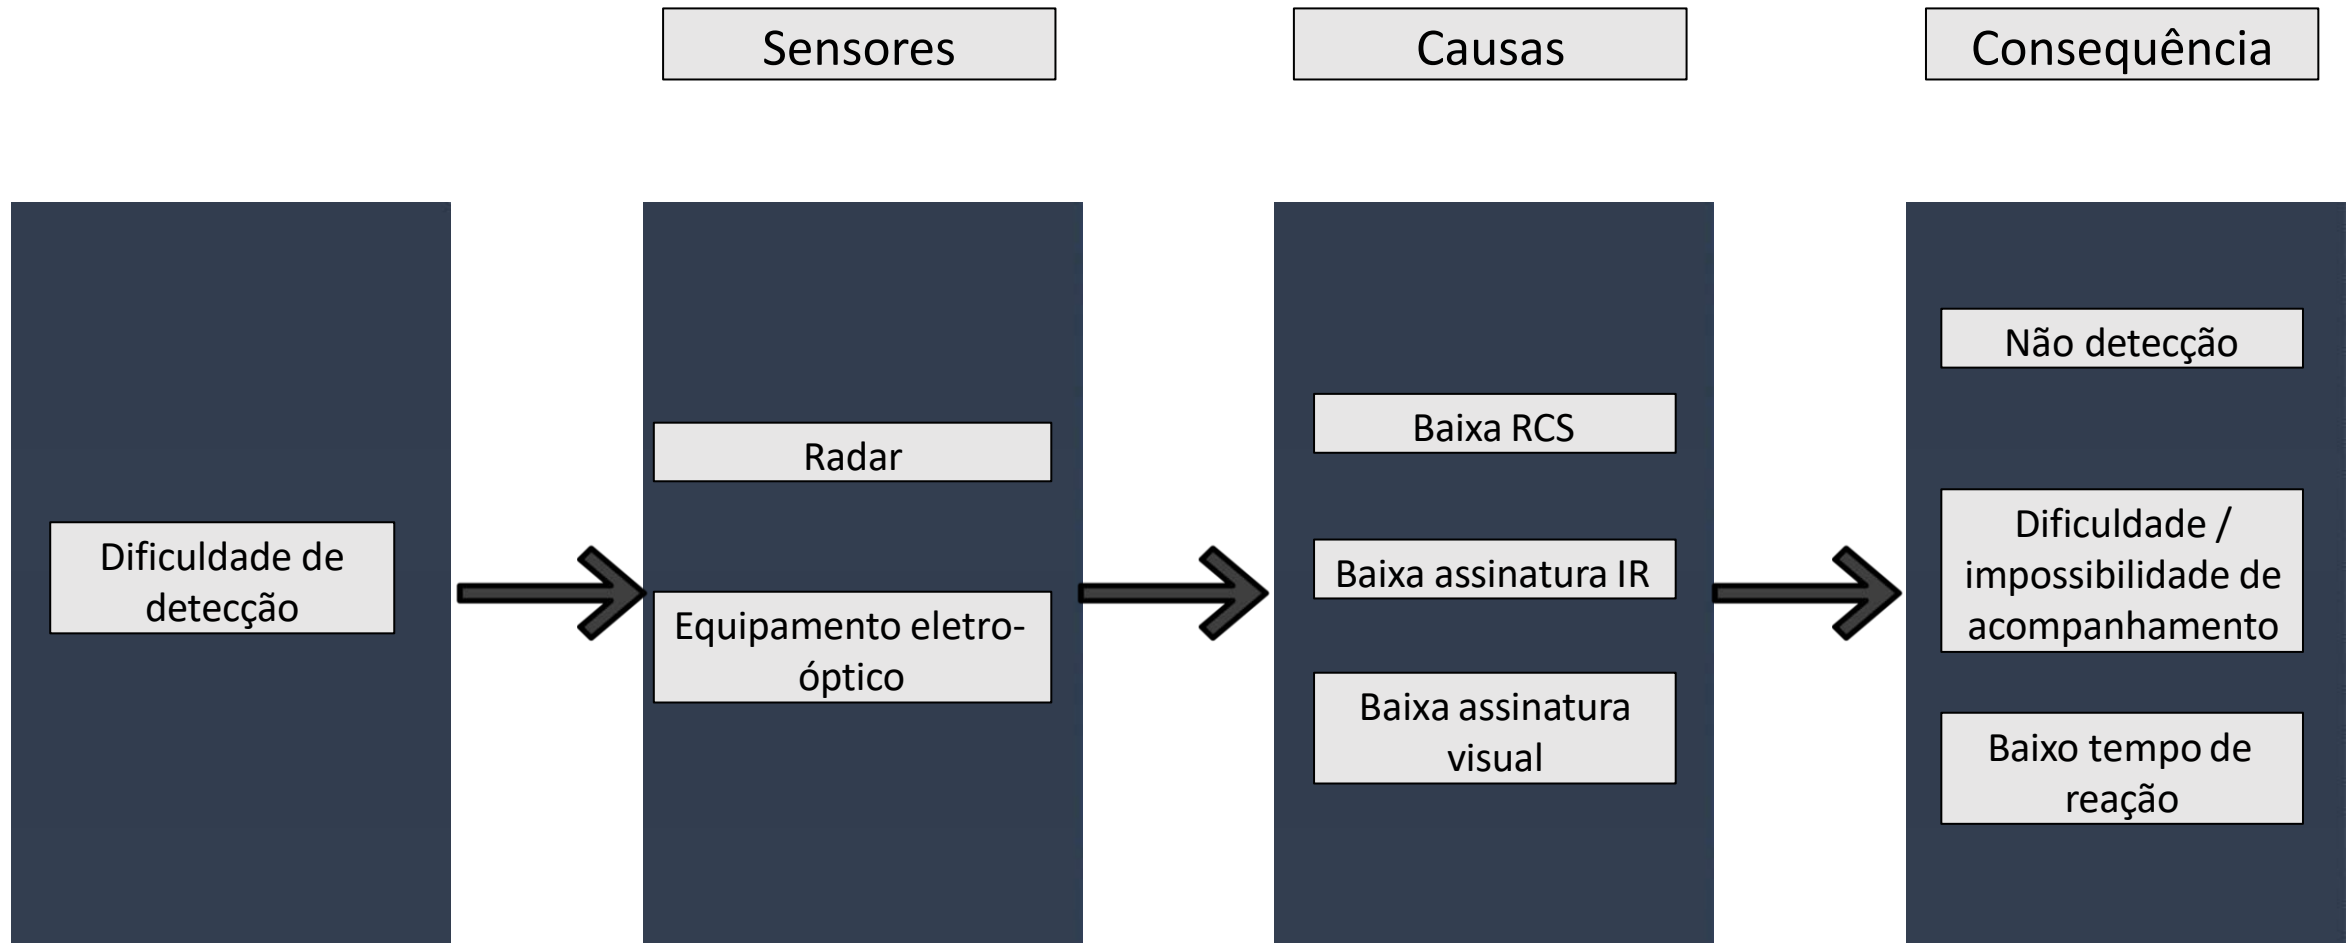 Sensores
Causas
Consequência
Dificuldade de
detecção
Radar
Equipamento eletro-
óptico
Baixa RCS
Baixa assinatura IR
Baixa assinatura
visual
Não detecção
Dificuldade /
impossibilidade de
acompanhamento
Baixo tempo de
reação